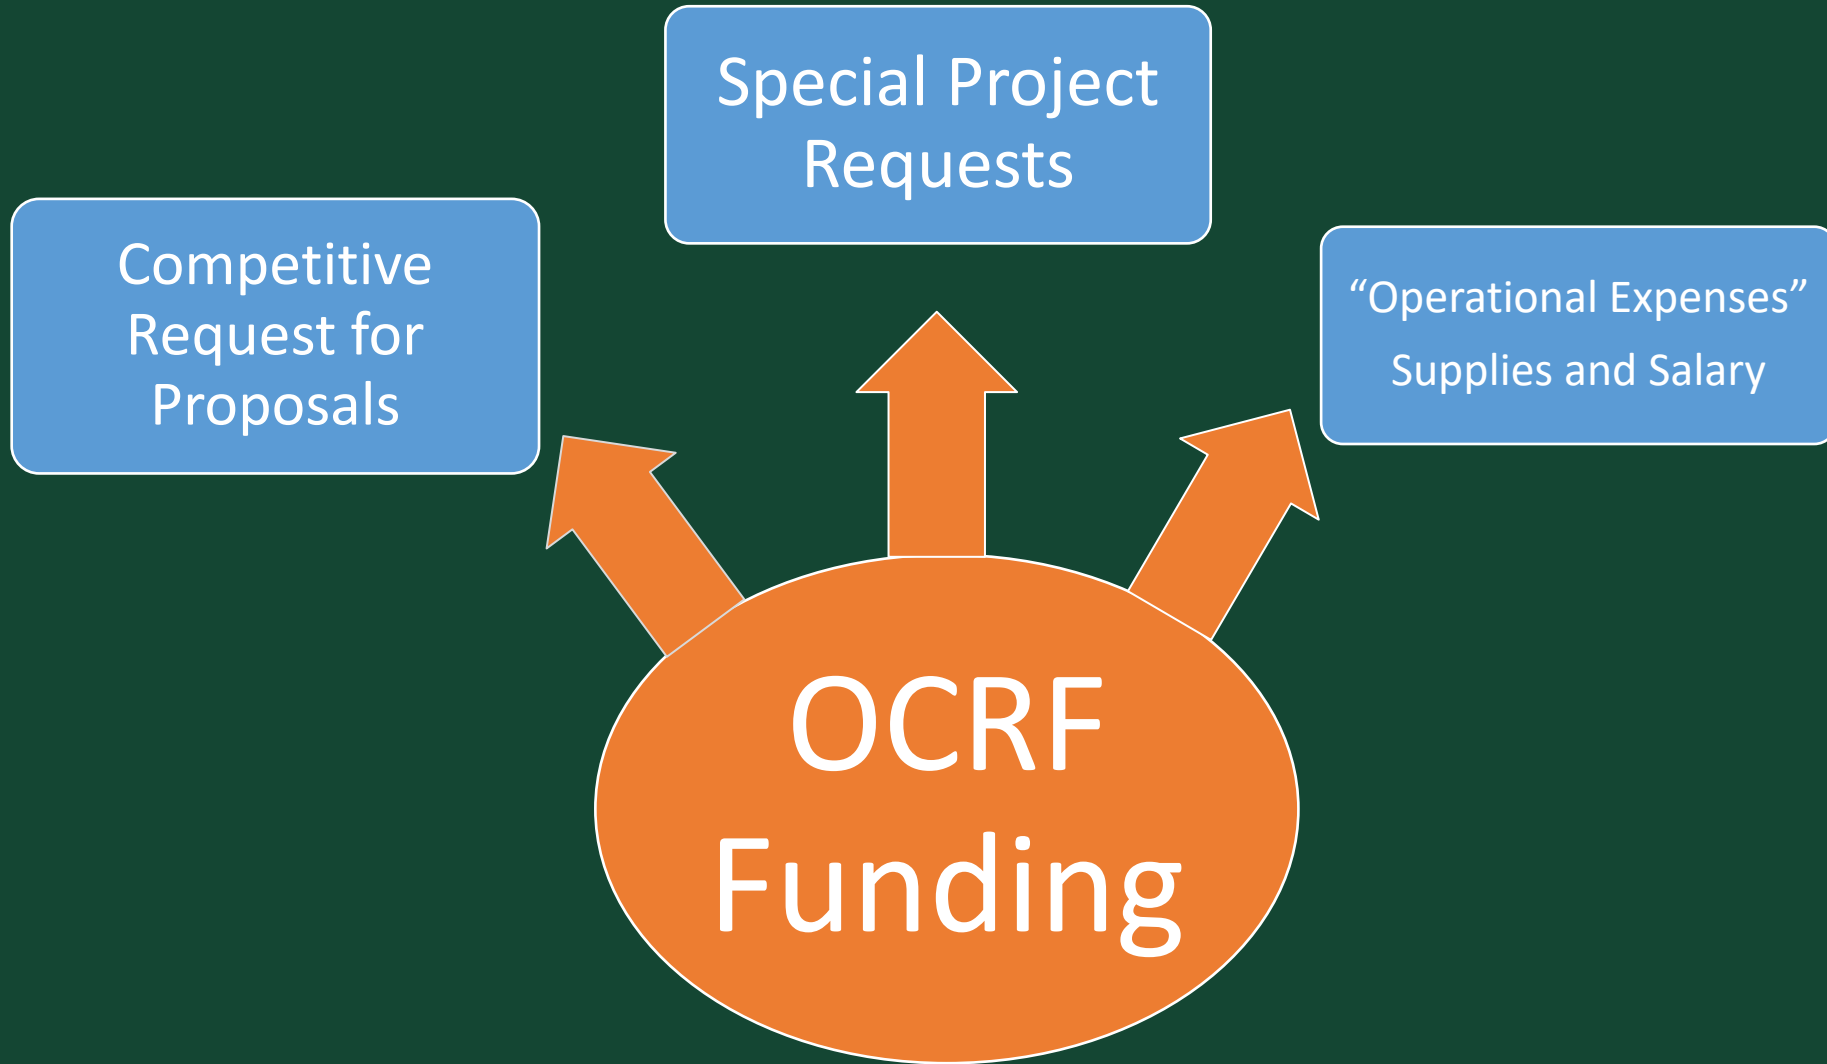 Special Project
Requests
Competitive
Request for
Proposals
“Operational Expenses”
Supplies and Salary
OCRF
Funding